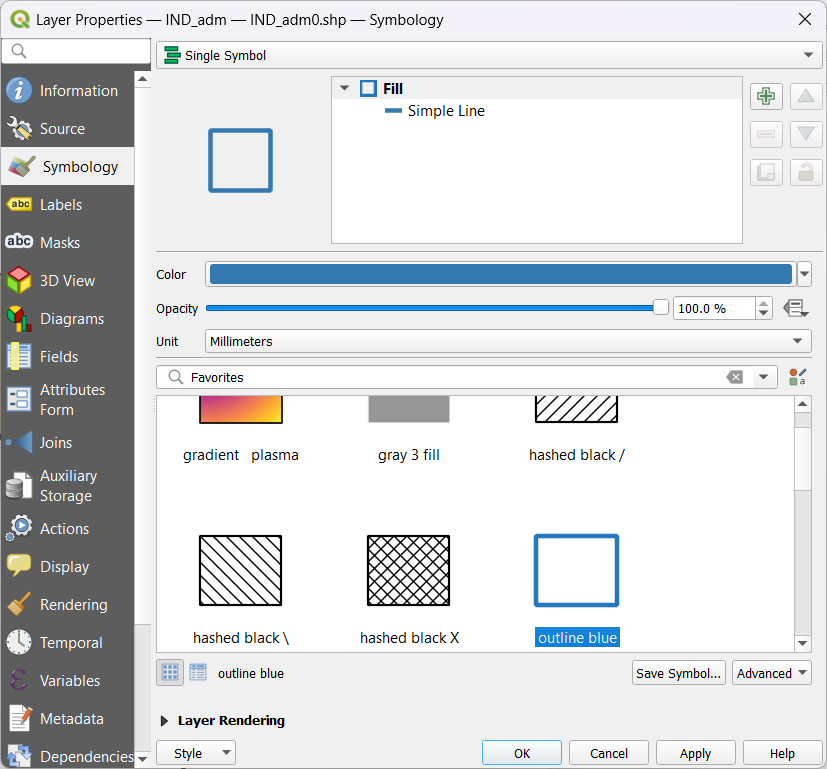 Layer Properties — IND_adm — IND_adm0.shp — Symbology
Single Symbol
Information
Source
Symbology
abc Labels
abc Masks
3D View
Diagrams
Fields
Attributes
Form
Joins
Auxiliary
Storage
Actions
Display
Rendering
Temporal
Variables
Metadata
Dependencies
Fill
Simple Line
Color
Opacity
100.0 %
Unit
Millimeters
Favorites
a
gradient plasma
gray 3 fill
hashed black /
hashed black \
hashed black X
outline blue
outline blue
Save Symbol...
Advanced
Layer Rendering
Style
OK
Cancel
Apply
Help